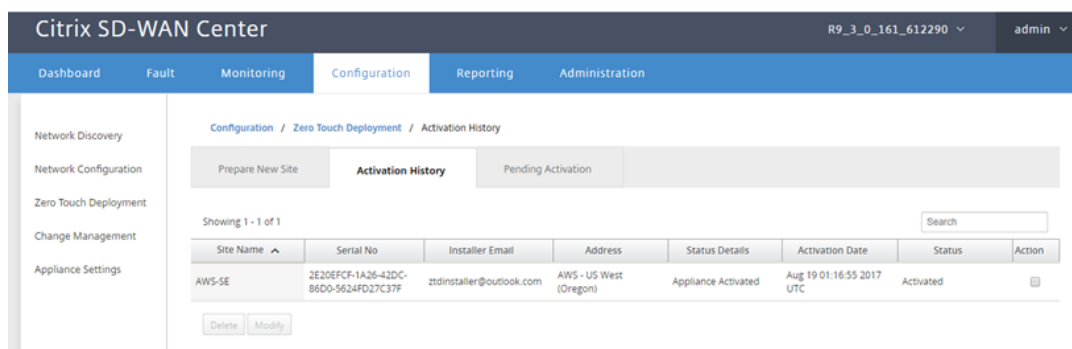 Citrix SD-WAN Center
R9_3_0_161_612290
admin
Dashboard Fault Monitoring Configuration Reporting Administration
Network Discovery
Network Configuration
Zero Touch Deployment
Change Management
Appliance Settings
Configuration / Zero Touch Deployment / Activation History
Prepare New Site Activation History Pending Activation
Showing 1 - 1 of 1
Search
Site Name Serial No Installer Email Address Status Details Activation Date Status Action
AWS-SE 2E20EFCF-1A26-42DC- ztdinstaller@outlook.com AWS - US West Appliance Activated Aug 19 01:16:55 2017 Activated
86D0-5624FD27C37F (Oregon) UTC
Delete Modify